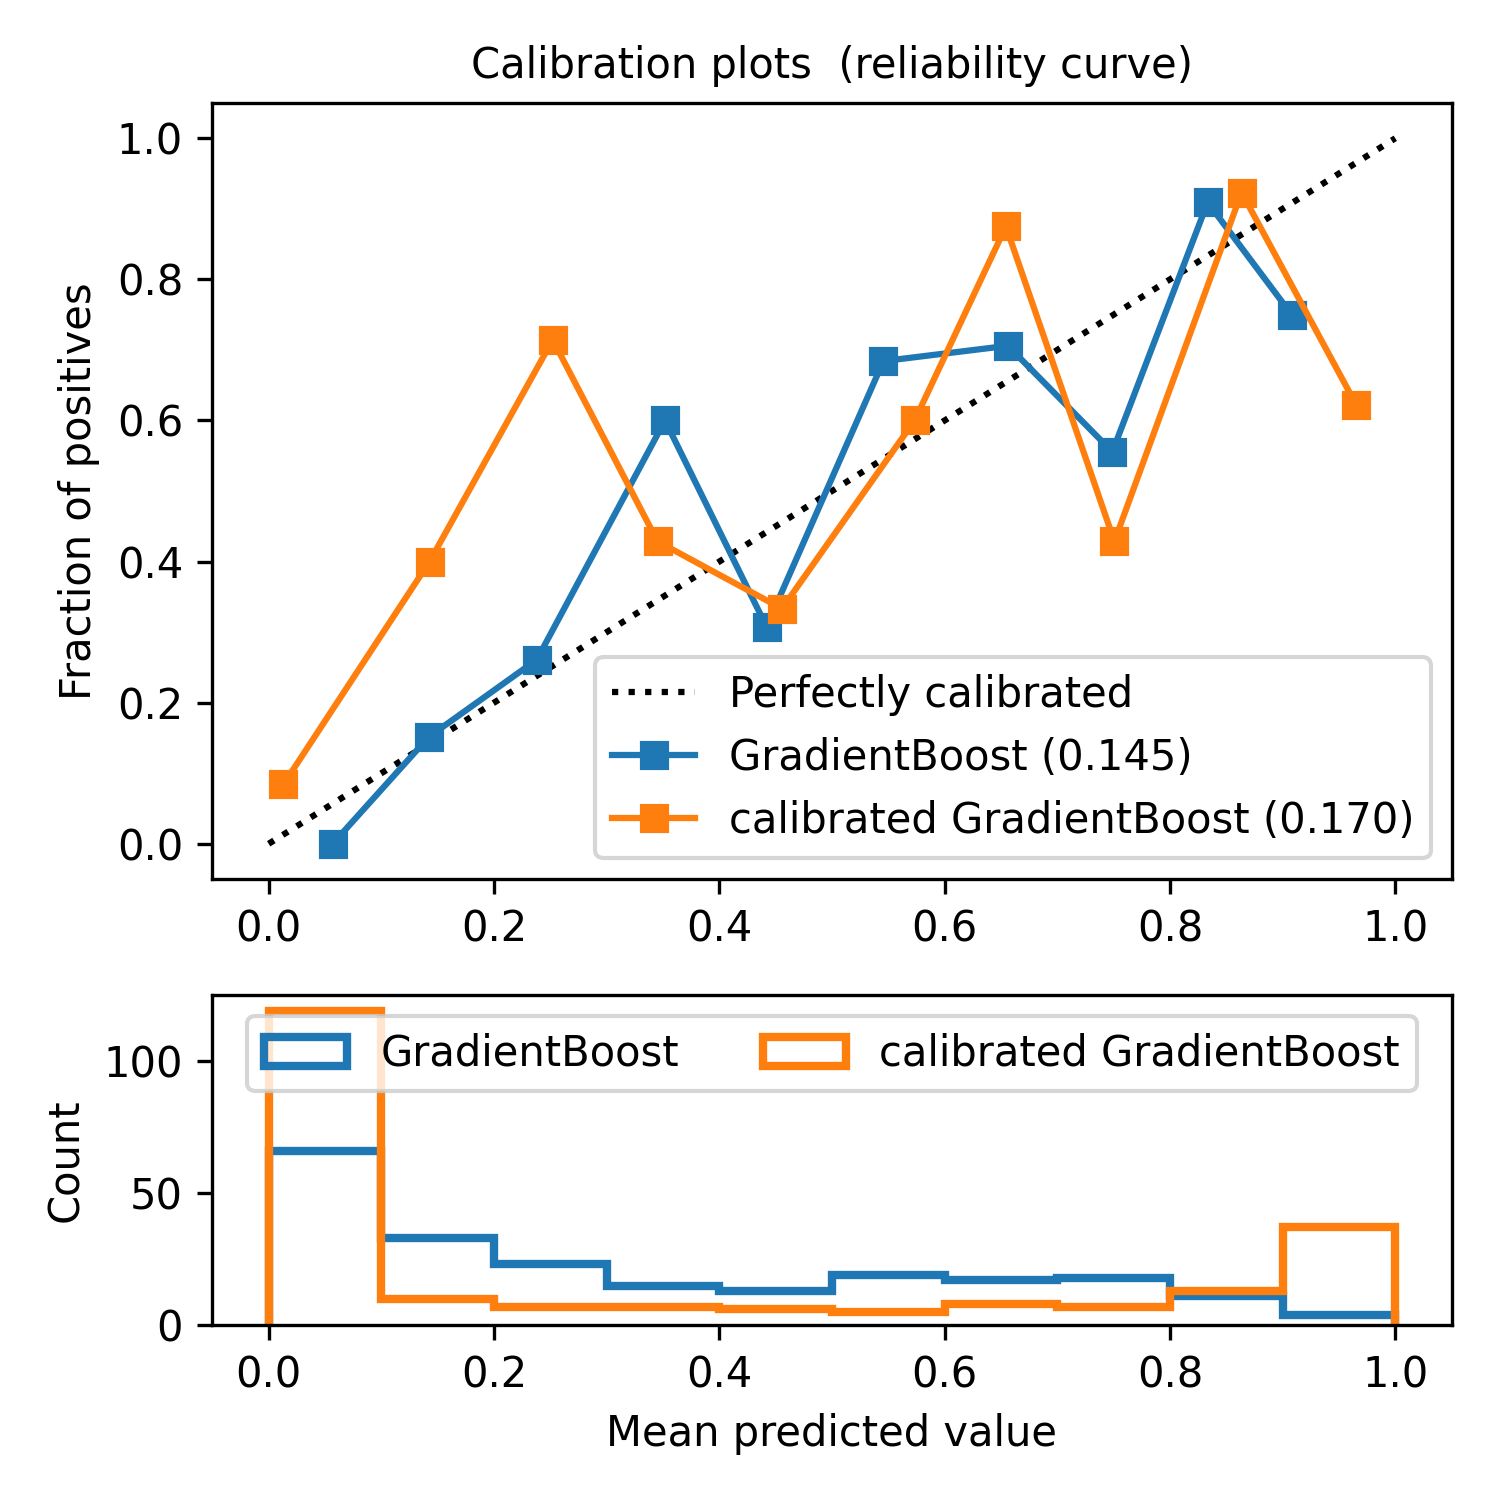 Calibration plots  (reliability curve)
1.0
0.8
0.6
0.4
0.2
0.0
Fraction of positives
Perfectly calibrated
GradientBoost (0.145)
calibrated GradientBoost (0.170)
0.0 0.2 0.4 0.6 0.8 1.0
GradientBoost calibrated GradientBoost
100
50
0
Count
0.0 0.2 0.4 0.6 0.8 1.0
Mean predicted value